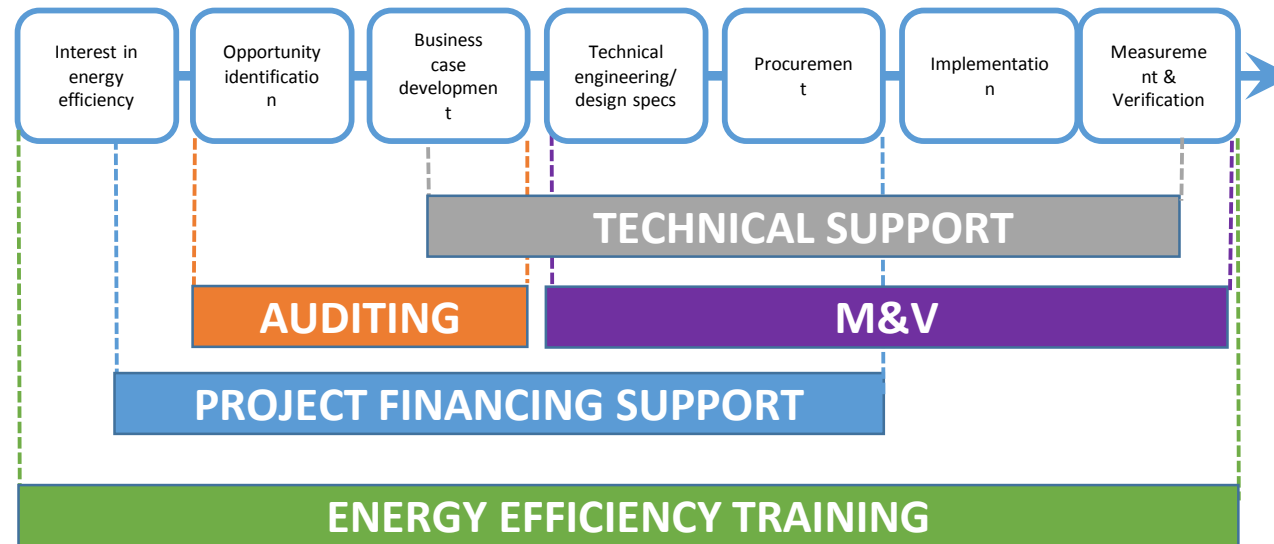 Interest in
energy
efficiency
Opportunity
identificatio
n
Business
case
developmen
t
Technical
engineering/
design specs
Procuremen
t
Implementatio
n
Measureme
nt &
Verification
TECHNICAL SUPPORT
AUDITING
M&V
PROJECT FINANCING SUPPORT
ENERGY EFFICIENCY TRAINING